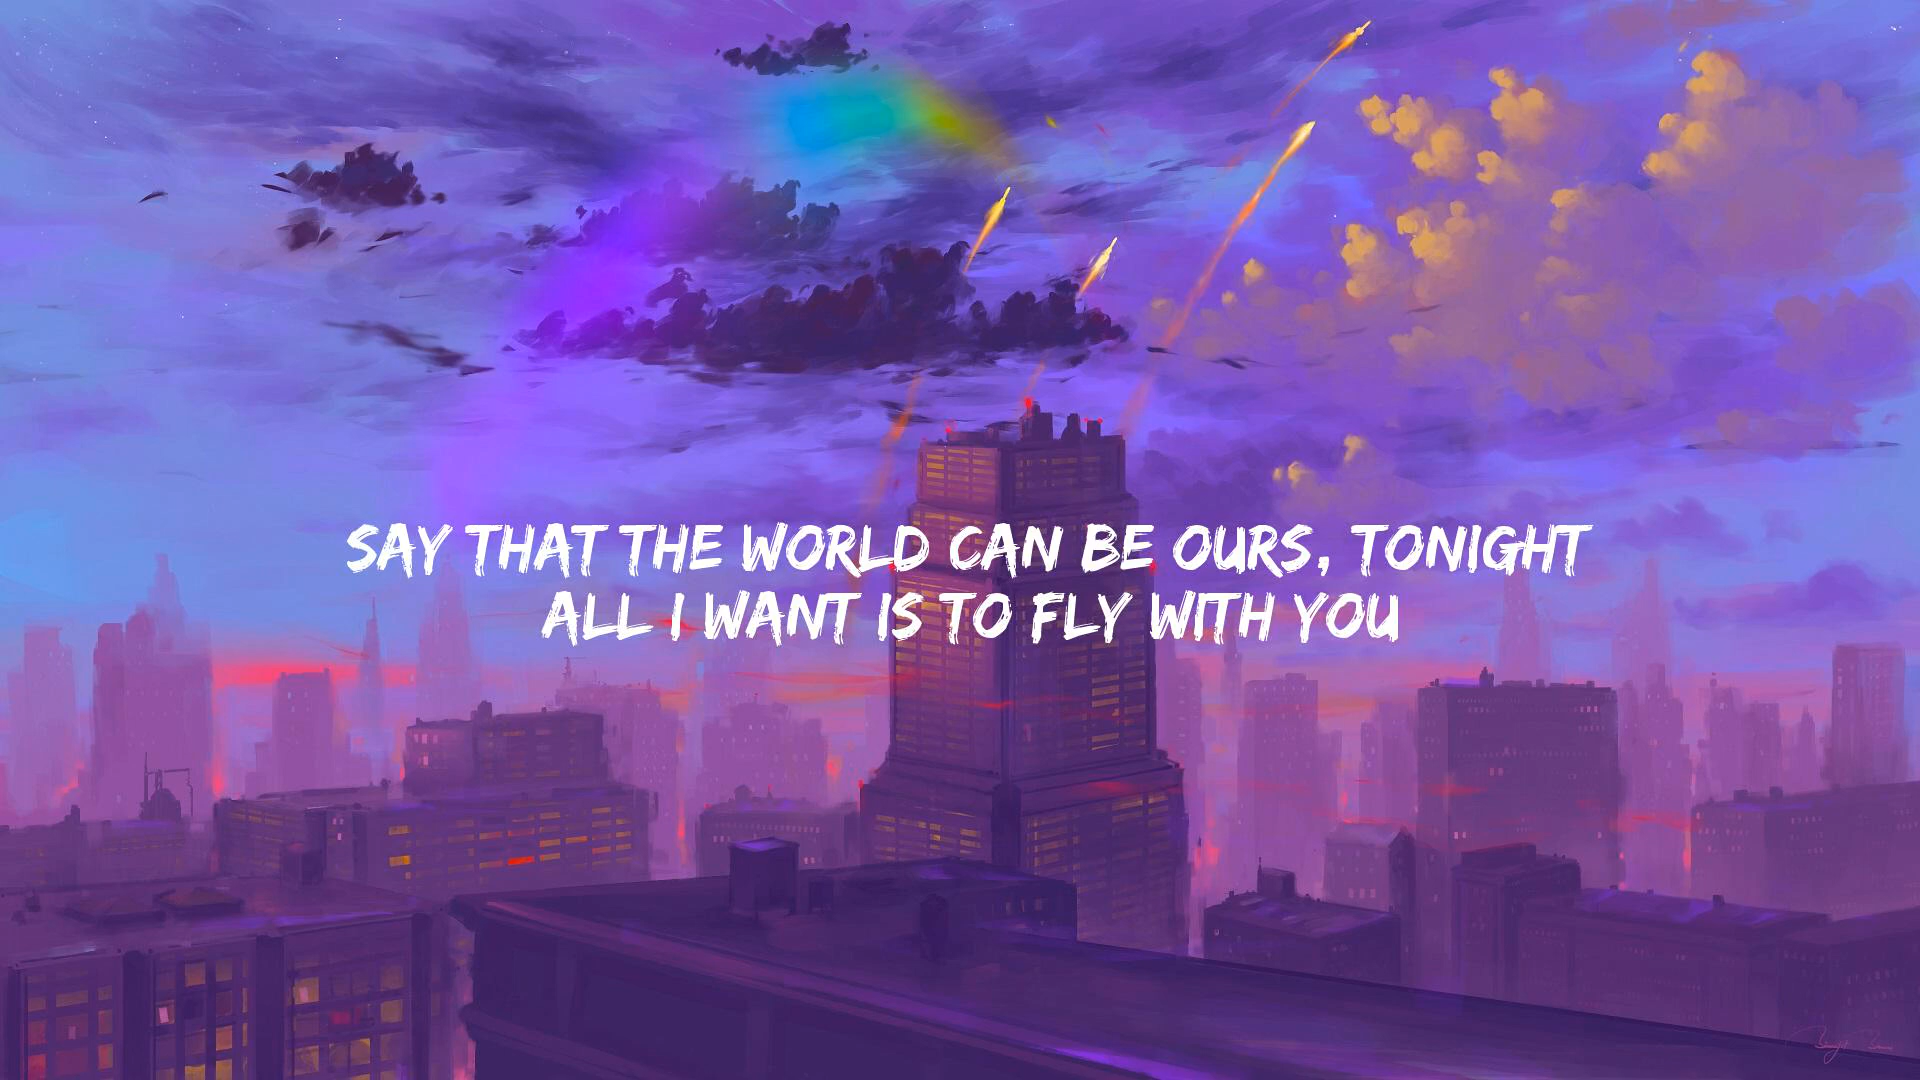 SAY THAT THE WORLD CAN BE OURS, TONIGHT
ALL I WANT IS TO FLY WITH YOU